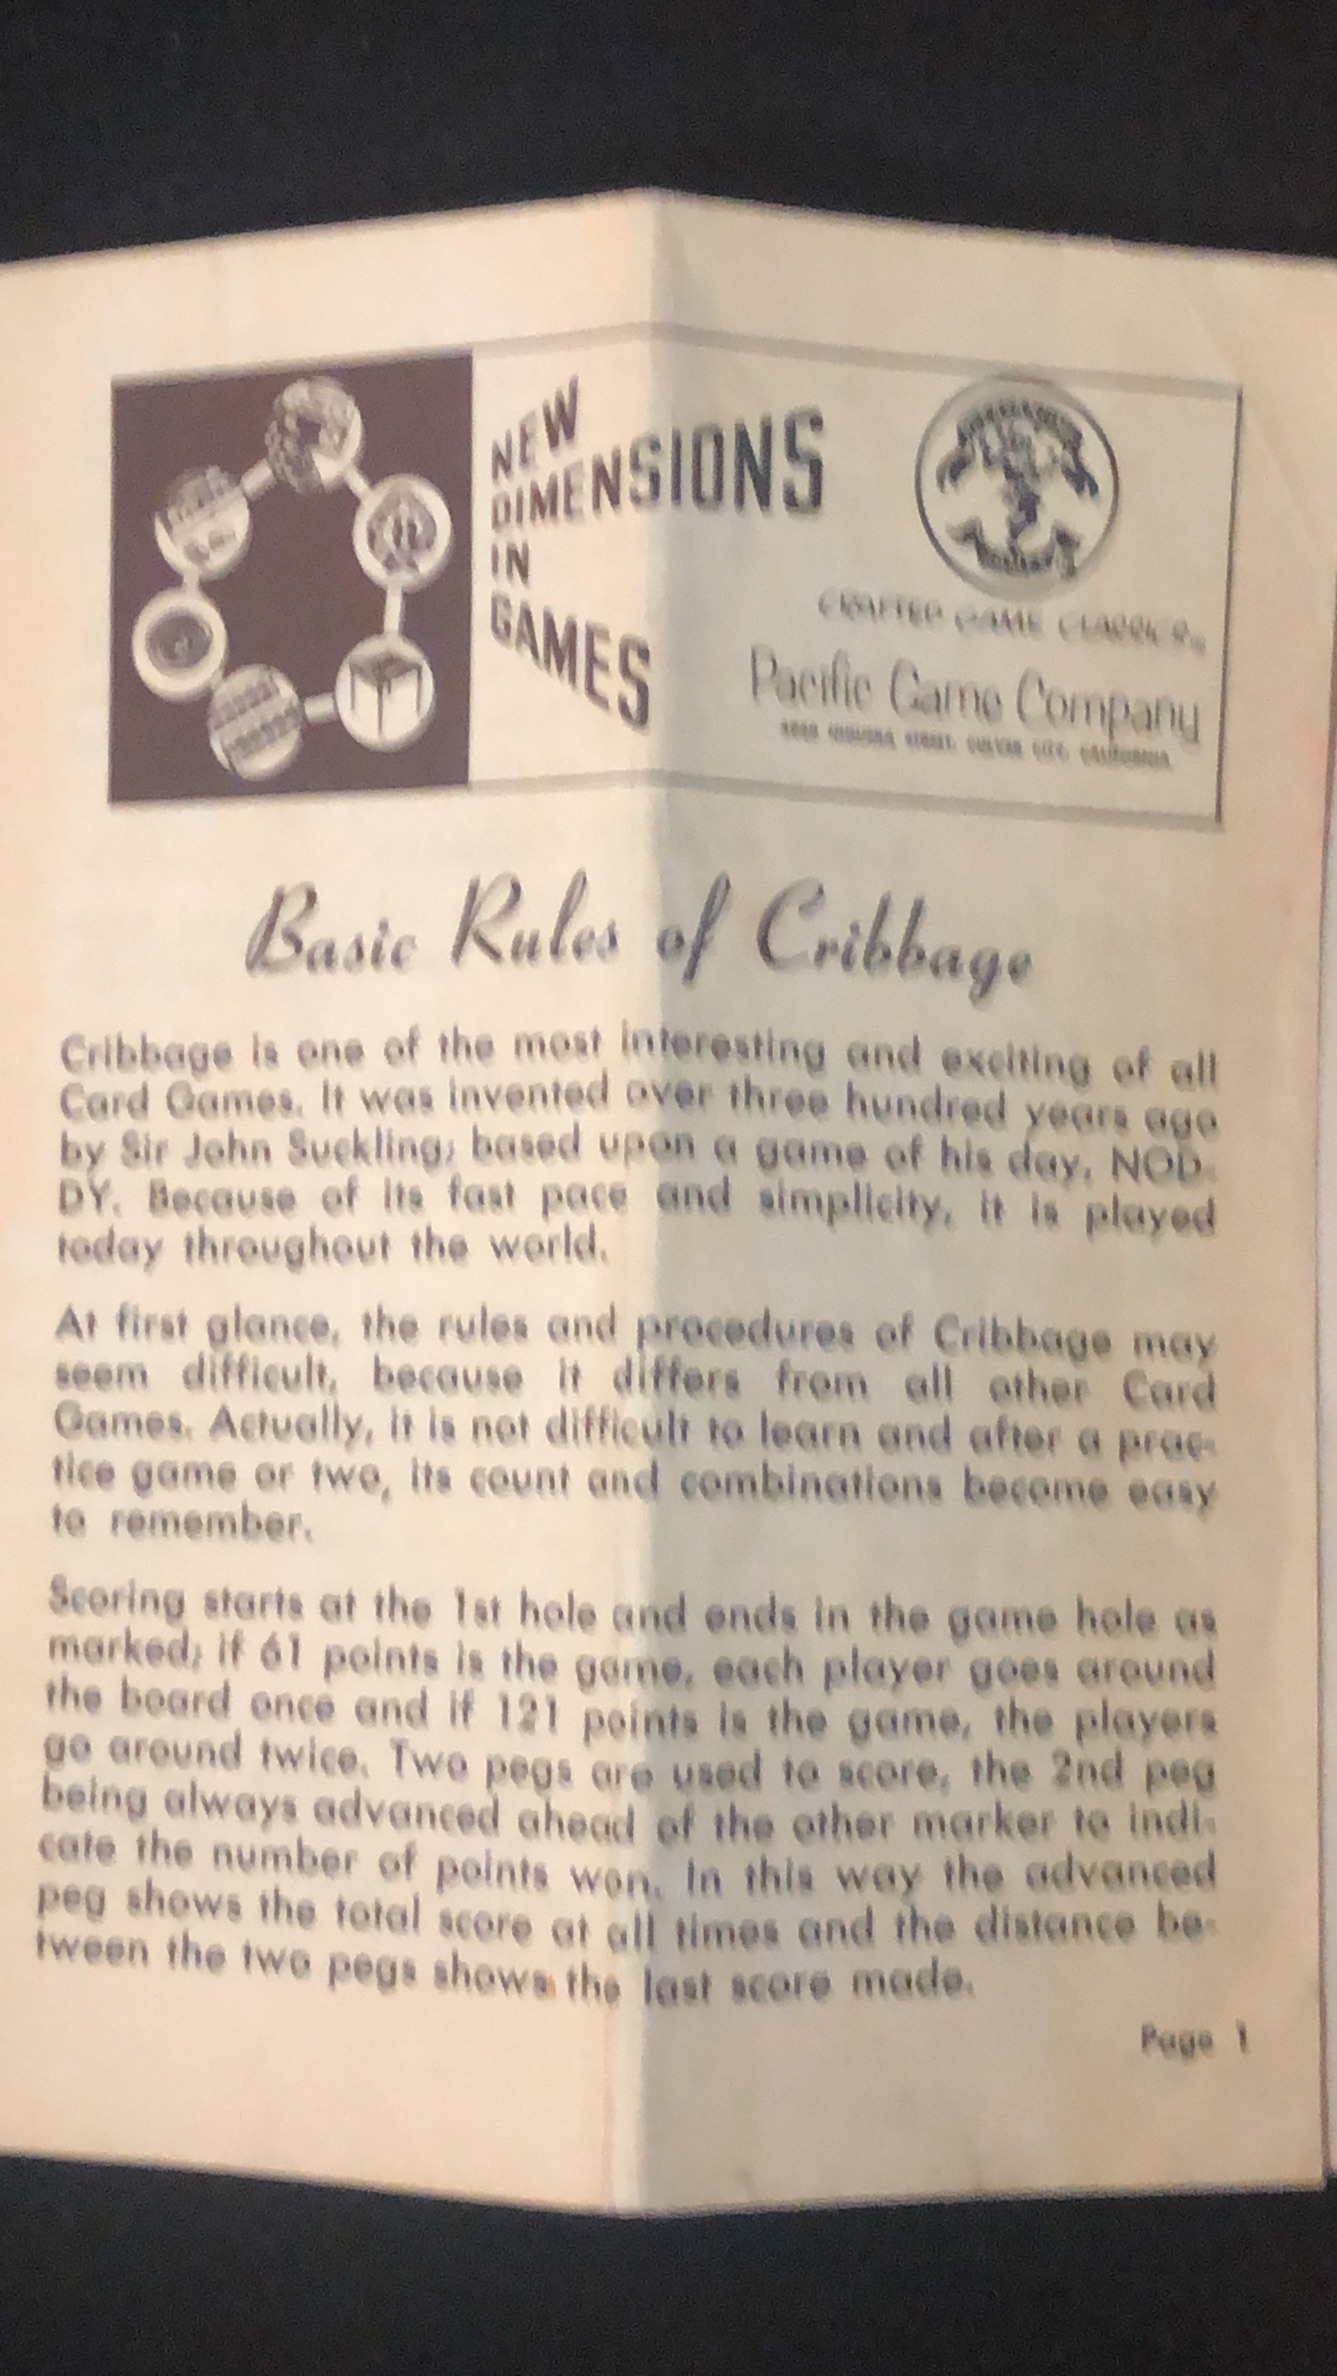 NEW
DIMENSIONS
IN
GAMES
CRAFTED GAME CLASSICS
Pacific Game Company
STREET, CULVER CITY, CALIFORNIA
Basic Rules of Cribbage
Cribbage is one of the most interesting and exciting of all
Card Games. It was invented over three hundred years ago
by Sir John Suckling; based upon a game of his day, NOD-
DY. Because of its fast pace and simplicity, it is played
today throughout the world.
At first glance, the rules and procedures of Cribbage may
seem difficult, because it differs from all other Card
Games. Actually, it is not difficult to learn and after a prac-
tice game or two, its count and combinations become easy
to remember.
Scoring starts at the 1st hole and ends in the game hole as
marked; if 61 points is the game, each player goes around
the board once and if 121 points is the game, the players
go around twice. Two pegs are used to score, the 2nd peg
being always advanced ahead of the other marker to indi-
cate the number of points won. In this way the advanced
peg shows the total score at all times and the distance be-
tween the two pegs shows the last score made.
Page 1